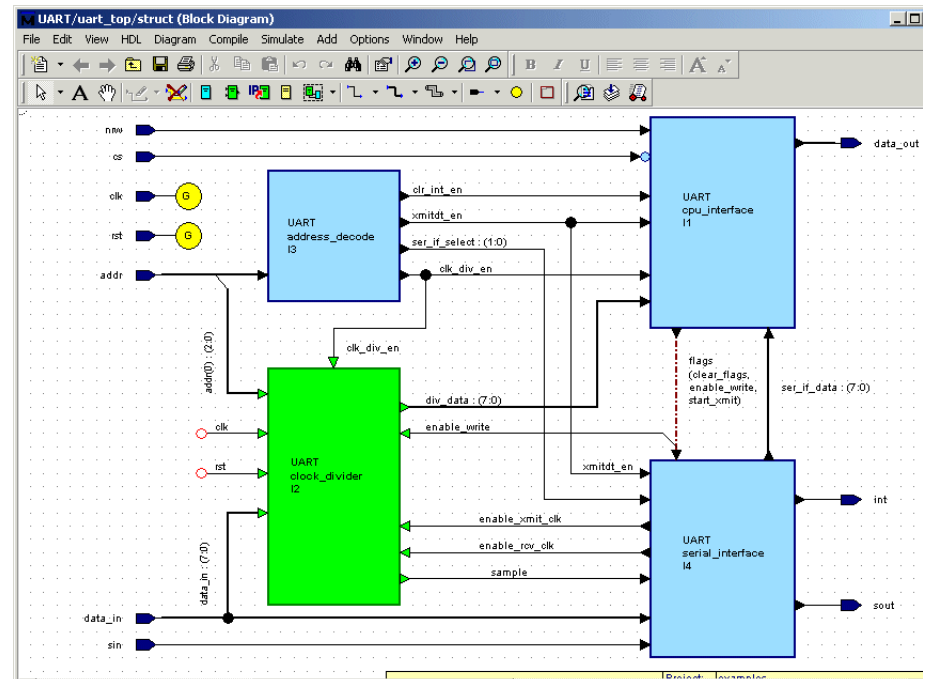 UART/uart_top/struct (Block Diagram)
File Edit View HDL Diagram Compile Simulate Add Options Window Help
B I U A A
A IP
nrw
data_out
cs
clk G
clr_int_en
UART
cpu_interface
I1
xmitdt_en
UART
address_decode
I3
rst G
ser_if_select : (1:0)
addr
clk_div_en
clk_div_en
addr(0) : (2:0)
flags
(clear_flags,
enable_write,
start_xmit)
ser_if_data : (7:0)
div_data : (7:0)
clk
enable_write
rst
UART
clock_divider
I2
xmitdt_en
int
enable_xmit_clk
UART
serial_interface
I4
enable_rcv_clk
data_in : (7:0)
sample
sout
data_in
sin
Project: examples